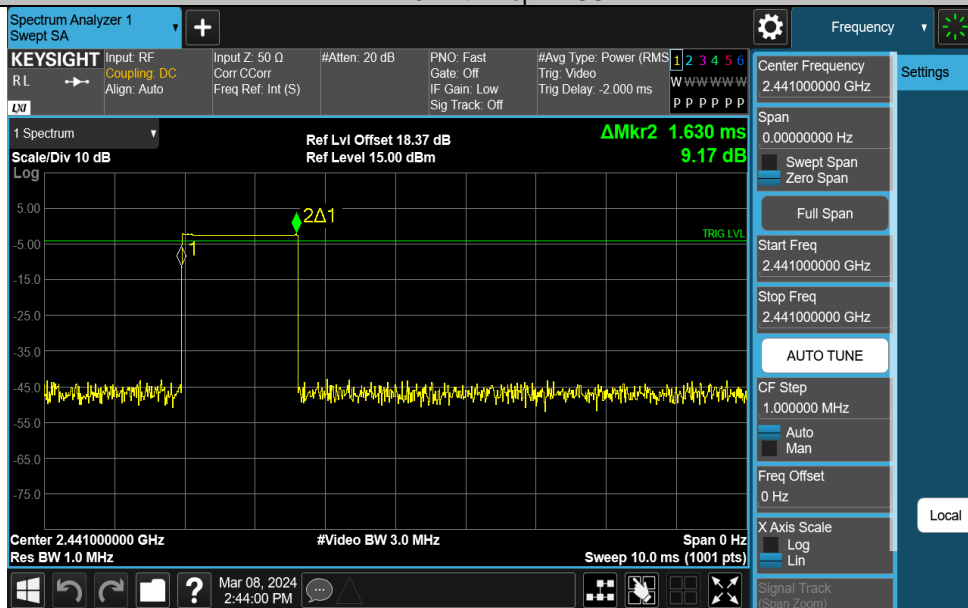 Spectrum Analyzer 1
Swept SA
+
Frequency
KEYSIGHT
RL
LXI
Input: RF
Coupling: DC
Align: Auto
Input Z: 50 Ω
Corr CCorr
Freq Ref: Int (S)
#Atten: 20 dB
PNO: Fast
Gate: Off
IF Gain: Low
Sig Track: Off
#Avg Type: Power (RMS
Trig: Video
Trig Delay: -2.000 ms
1 2 3 4 5 6
W W W W W W
P P P P P P
1 Spectrum
Scale/Div 10 dB
Log
Ref Lvl Offset 18.37 dB
Ref Level 15.00 dBm
ΔMkr2 1.630 ms
9.17 dB
5.00
-5.00
-15.0
-25.0
-35.0
-45.0
-55.0
-65.0
-75.0
2Δ1
1
TRIG LVL
Center 2.441000000 GHz
Res BW 1.0 MHz
#Video BW 3.0 MHz
Span 0 Hz
Sweep 10.0 ms (1001 pts)
?
Mar 08, 2024
2:44:00 PM
Center Frequency
2.441000000 GHz
Span
0.00000000 Hz
Swept Span
Zero Span
Full Span
Start Freq
2.441000000 GHz
Stop Freq
2.441000000 GHz
AUTO TUNE
CF Step
1.000000 MHz
Auto
Man
Freq Offset
0 Hz
X Axis Scale
Log
Lin
Signal Track
(Span Zoom)
Settings
Local